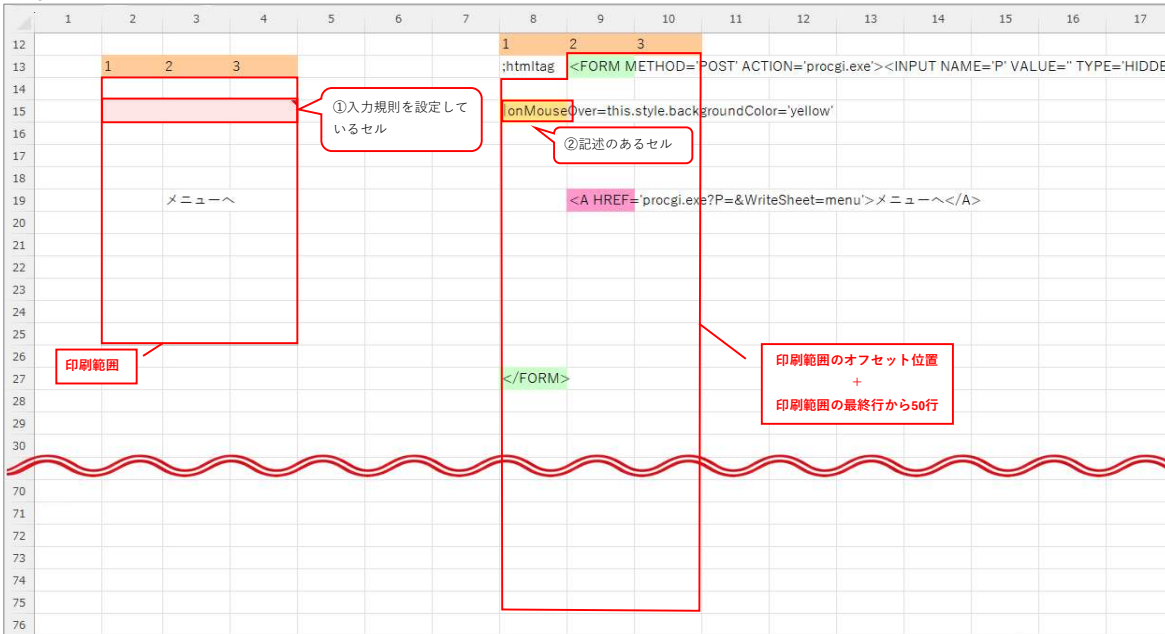 1 2 3 4 5 6 7 8 9 10 11 12 13 14 15 16 17
12 1 2 3
13 1 2 3 ;htmltag <FORM METHOD='POST' ACTION='procgi.exe'><INPUT NAME='P' VALUE='' TYPE='HIDDE
14
①入力規則を設定して
15 onMouseOver=this.style.backgroundColor='yellow'
いるセル
16
②記述のあるセル
17
18
19 メニューへ <A HREF='procgi.exe?P=&WriteSheet=menu'>メニューへ</A>
20
21
22
23
24
25
26
印刷範囲
印刷範囲のオフセット位置
+
印刷範囲の最終行から50行
27 </FORM>
28
29
30
70
71
72
73
74
75
76